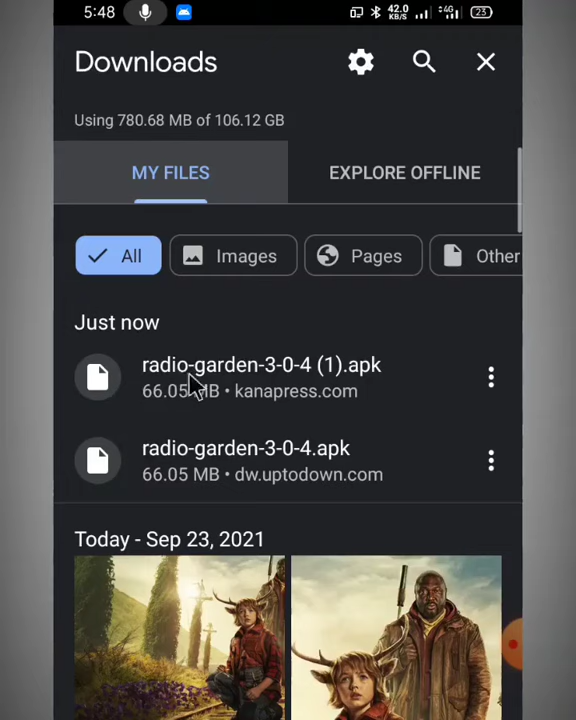 5:48
42.0
KB/S
4G
23
Downloads
Using 780.68 MB of 106.12 GB
MY FILES
EXPLORE OFFLINE
All
Images
Pages
Other
Just now
radio-garden-3-0-4 (1).apk
66.05 MB • kanapress.com
radio-garden-3-0-4.apk
66.05 MB • dw.uptodown.com
Today - Sep 23, 2021